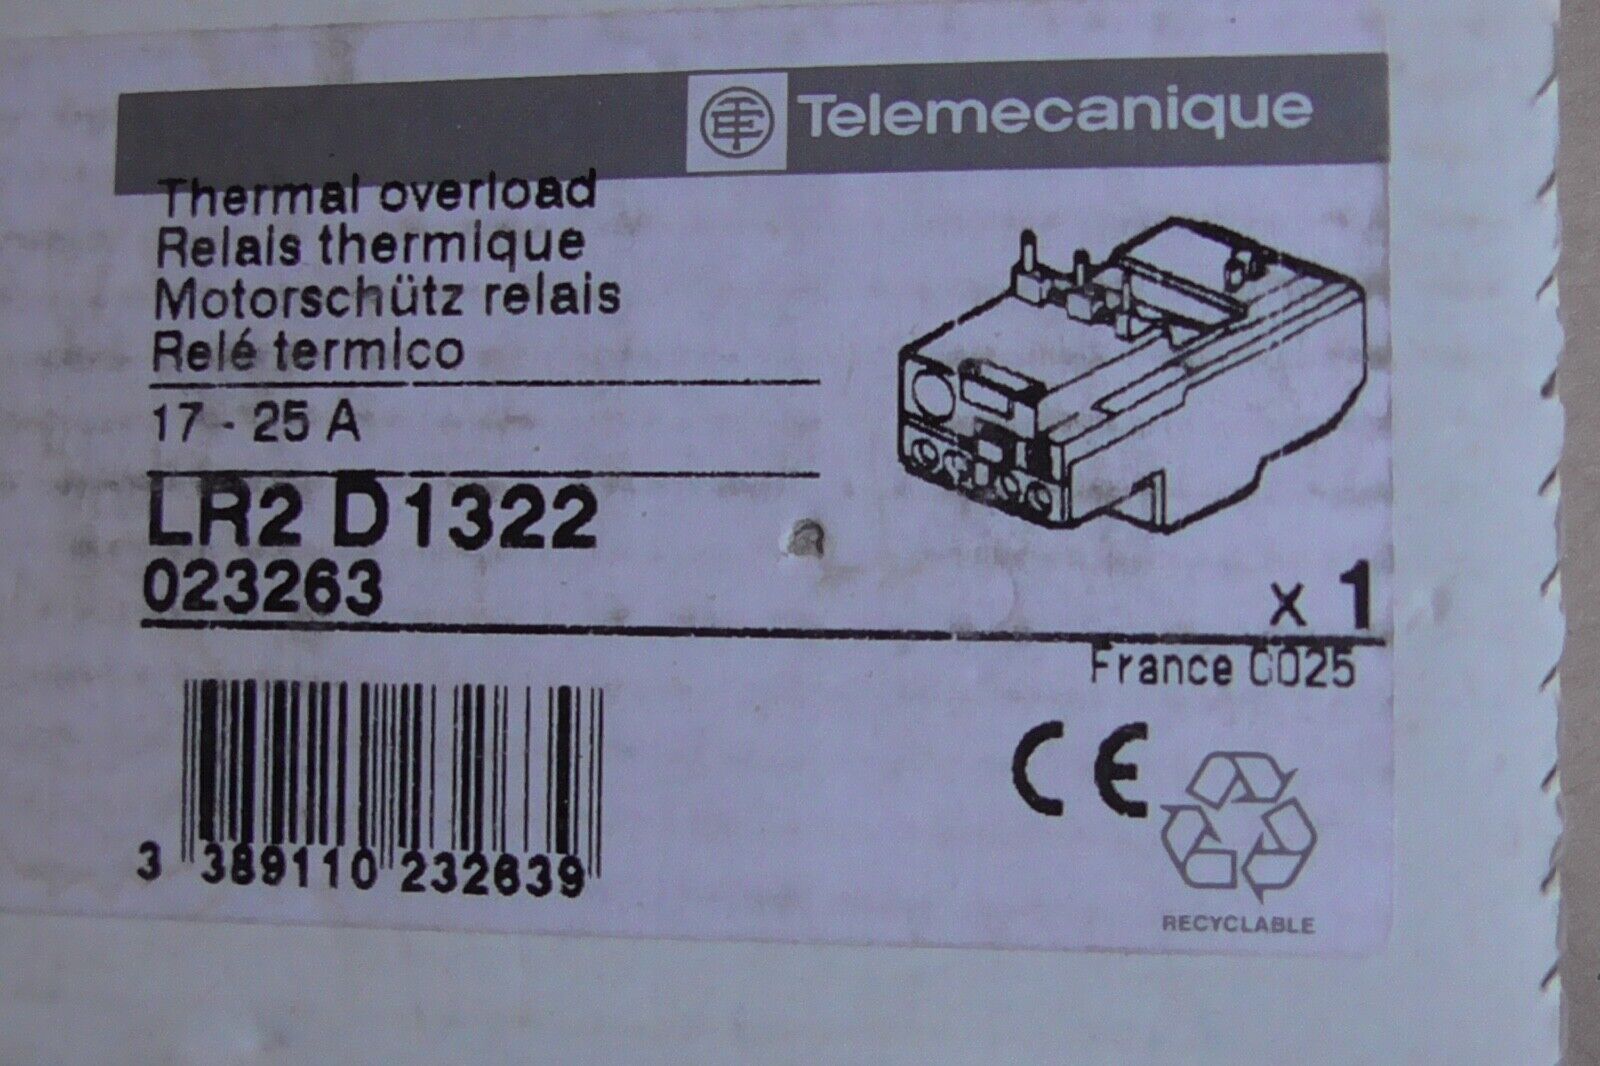 Telemecanique
Thermal overload
Relais thermique
Motorschütz relais
Relé termico
17 - 25 A
LR2 D1322
023263
x 1
France G025
3 389110 232639
CE
RECYCLABLE